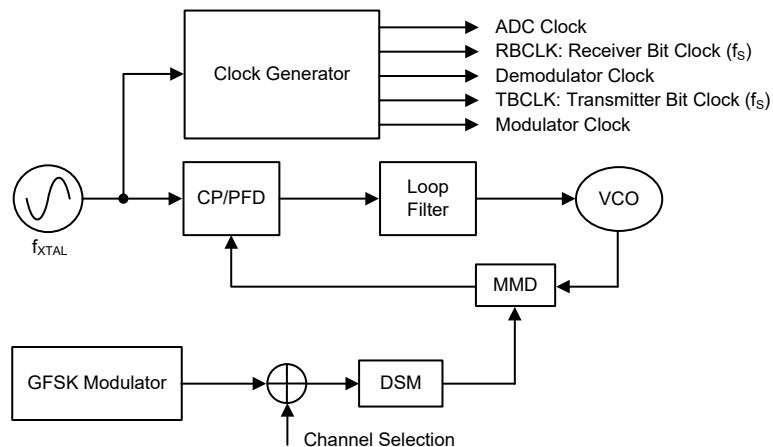 ADC Clock
RBCLK: Receiver Bit Clock (fS)
Clock Generator
Demodulator Clock
TBCLK: Transmitter Bit Clock (fS)
Modulator Clock
CP/PFD
Loop
Filter
VCO
fXTAL
MMD
GFSK Modulator
DSM
Channel Selection